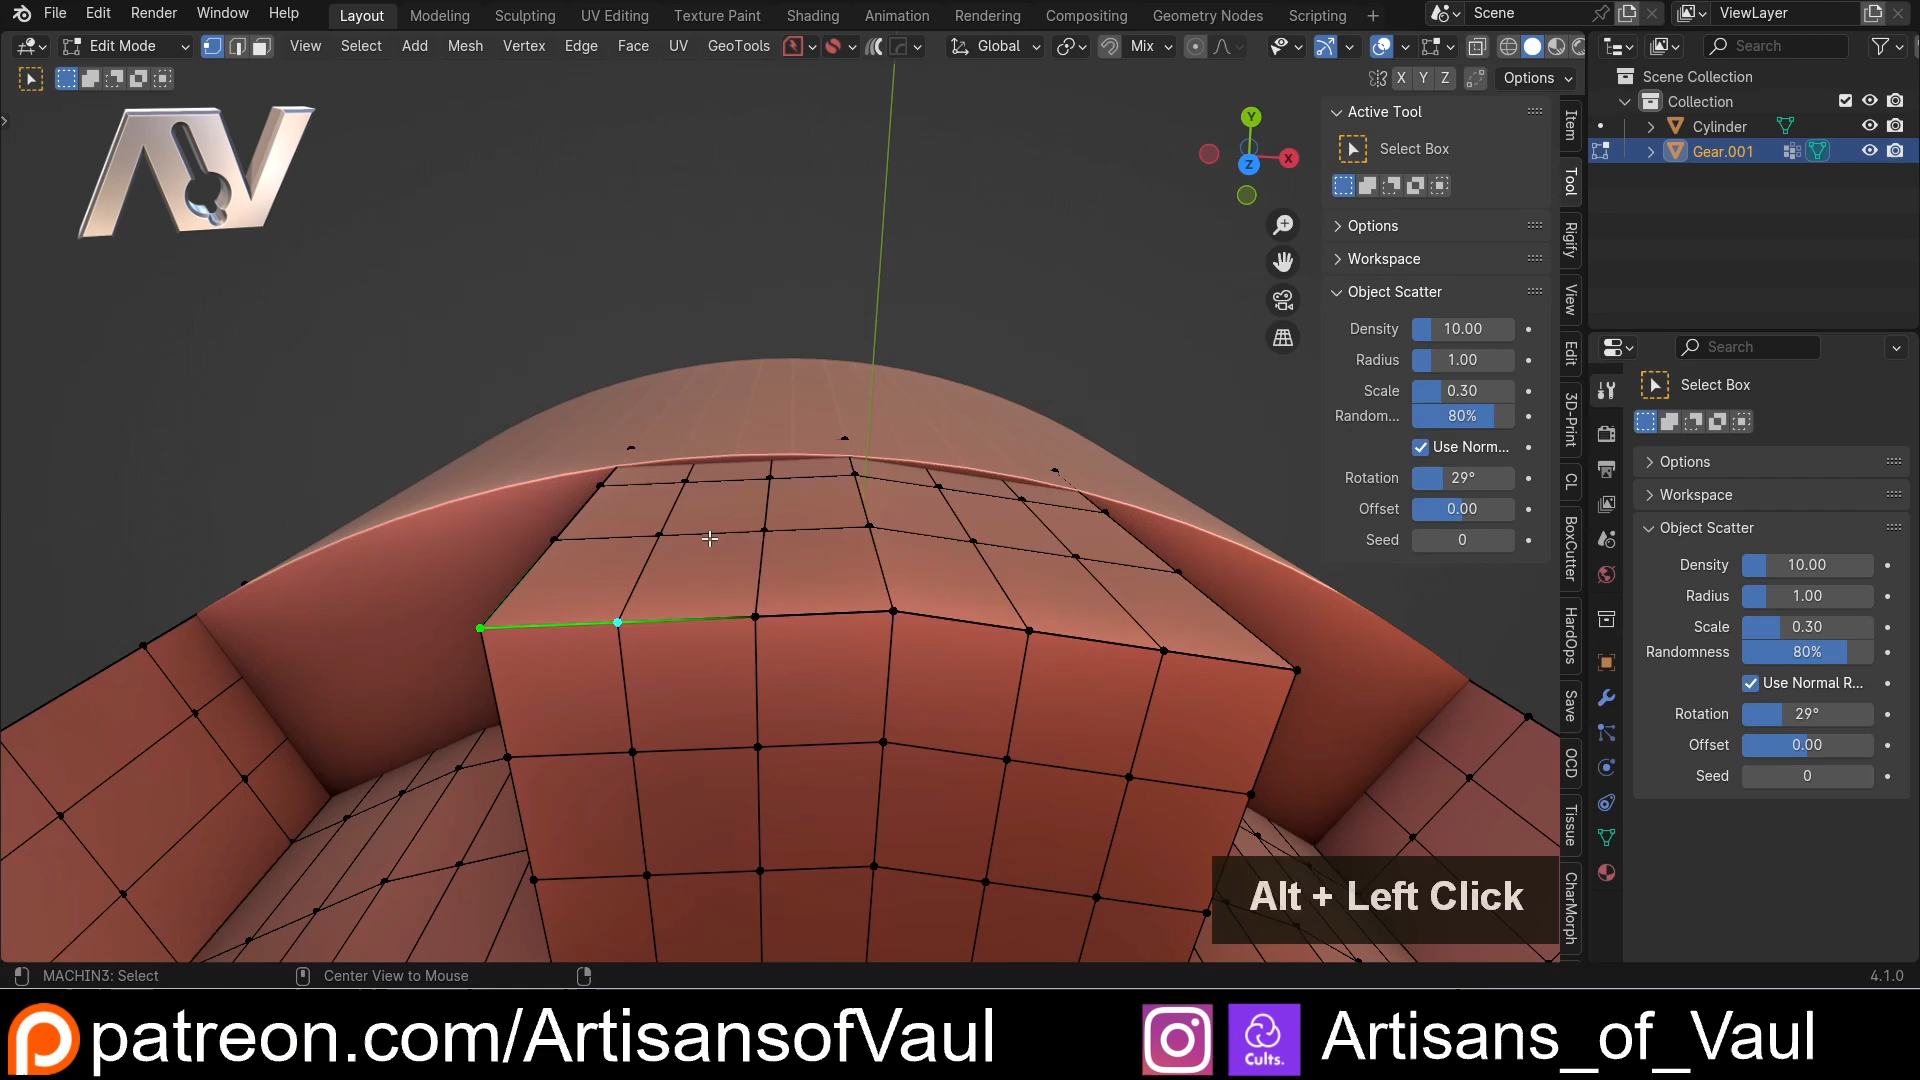 File Edit Render Window Help Layout Modeling Sculpting UV Editing Texture Paint Shading Animation Rendering Compositing Geometry Nodes Scripting + Scene ViewLayer
Edit Mode View Select Add Mesh Vertex Edge Face UV GeoTools Global Mix Search
X Y Z Options
Scene Collection
Collection
Cylinder
Gear.001
AV
Y
X
Z
Active Tool
Select Box
Options
Workspace
Object Scatter
Density 10.00
Radius 1.00
Scale 0.30
Random... 80%
Use Norm...
Rotation 29°
Offset 0.00
Seed 0
Item
Tool
Rigify
View
Edit
3D-Print
CL
BoxCutter
HardOps
Save
OCD
Tissue
CharMorph
Search
Select Box
Options
Workspace
Object Scatter
Density 10.00
Radius 1.00
Scale 0.30
Randomness 80%
Use Normal R...
Rotation 29°
Offset 0.00
Seed 0
Alt + Left Click
MACHIN3: Select Center View to Mouse 4.1.0
patreon.com/ArtisansofVaul Cults. Artisans_of_Vaul